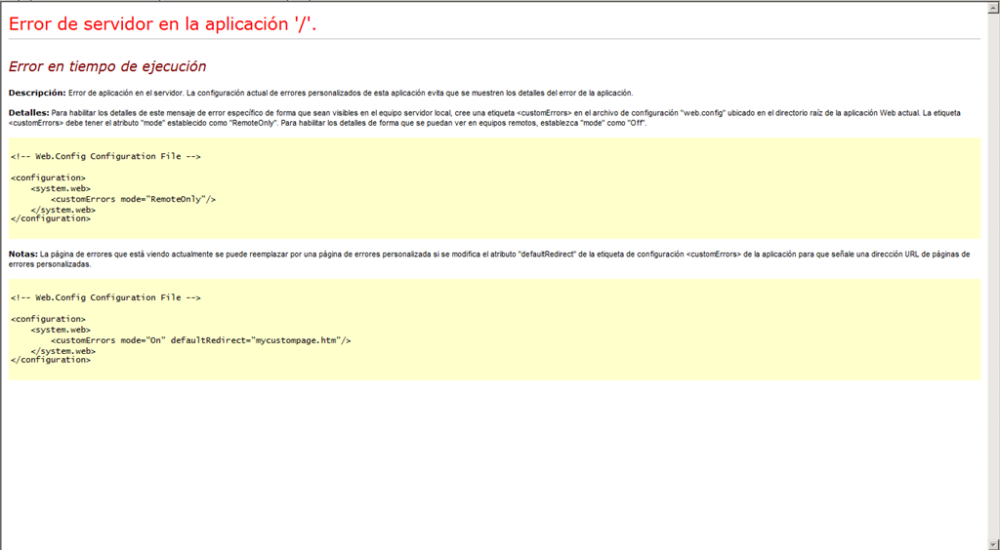 Error de servidor en la aplicación '/'.
Error en tiempo de ejecución
Descripción: Error de aplicación en el servidor. La configuración actual de errores personalizados de esta aplicación evita que se muestren los detalles del error de la aplicación.
Detalles: Para habilitar los detalles de este mensaje de error específico de forma que sean visibles en el equipo servidor local, cree una etiqueta <customErrors> en el archivo de configuración "web.config" ubicado en el directorio raíz de la aplicación Web actual. La etiqueta
<customErrors> debe tener el atributo "mode" establecido como "RemoteOnly". Para habilitar los detalles de forma que se puedan ver en equipos remotos, establezca "mode" como "Off".
<!-- Web.Config Configuration File -->
<configuration>
    <system.web>
        <customErrors mode="RemoteOnly"/>
    </system.web>
</configuration>
Notas: La página de errores que está viendo actualmente se puede reemplazar por una página de errores personalizada si se modifica el atributo "defaultRedirect" de la etiqueta de configuración <customErrors> de la aplicación para que señale una dirección URL de páginas de
errores personalizadas.
<!-- Web.Config Configuration File -->
<configuration>
    <system.web>
        <customErrors mode="On" defaultRedirect="mycustompage.htm"/>
    </system.web>
</configuration>